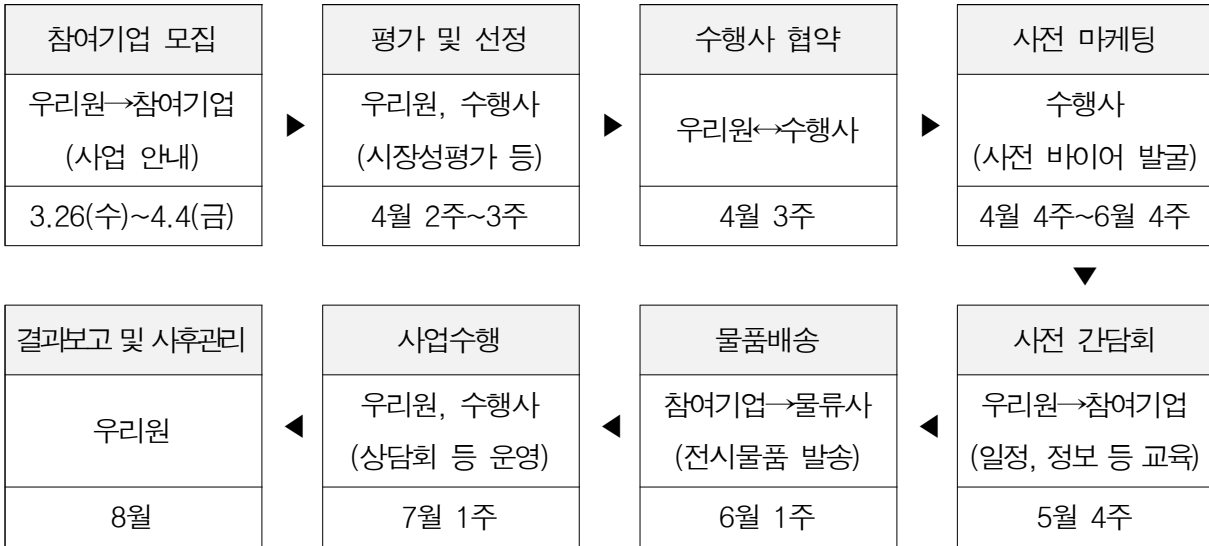 참여기업 모집
우리원→참여기업
(사업 안내)
3.26(수)~4.4(금)
▶
평가 및 선정
우리원, 수행사
(시장성평가 등)
4월 2주~3주
▶
수행사 협약
우리원↔수행사
4월 3주
▶
사전 마케팅
수행사
(사전 바이어 발굴)
4월 4주~6월 4주
▼
사전 간담회
우리원→참여기업
(일정, 정보 등 교육)
5월 4주
◀
물품배송
참여기업→물류사
(전시물품 발송)
6월 1주
◀
사업수행
우리원, 수행사
(상담회 등 운영)
7월 1주
◀
결과보고 및 사후관리
우리원
8월